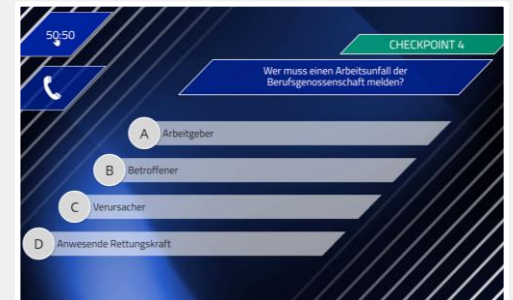 50:50
CHECKPOINT 4
Wer muss einen Arbeitsunfall der
Berufsgenossenschaft melden?
A Arbeitgeber
B Betroffener
C Verursacher
D Anwesende Rettungskraft